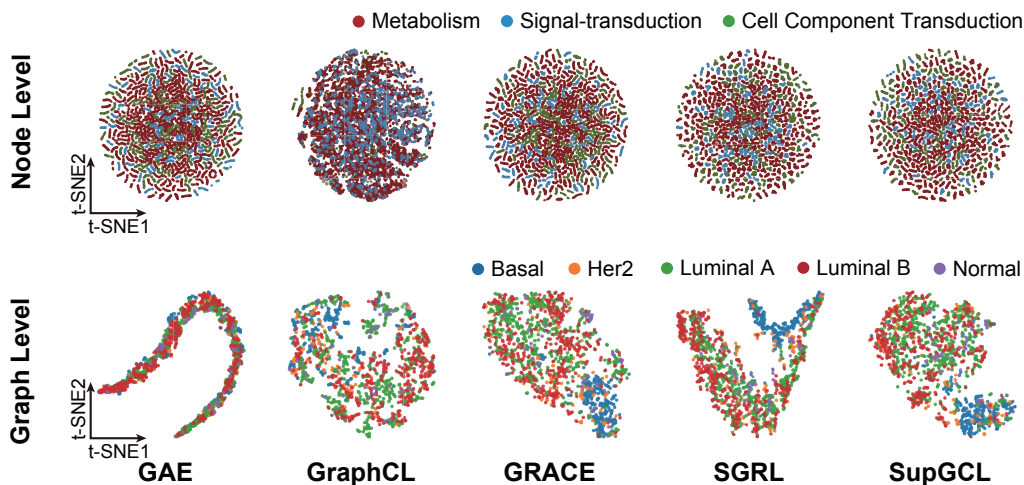 Metabolism Signal-transduction Cell Component Transduction
Node Level
t-SNE2
t-SNE1
Basal Her2 Luminal A Luminal B Normal
Graph Level
t-SNE2
t-SNE1
GAE GraphCL GRACE SGRL SupGCL